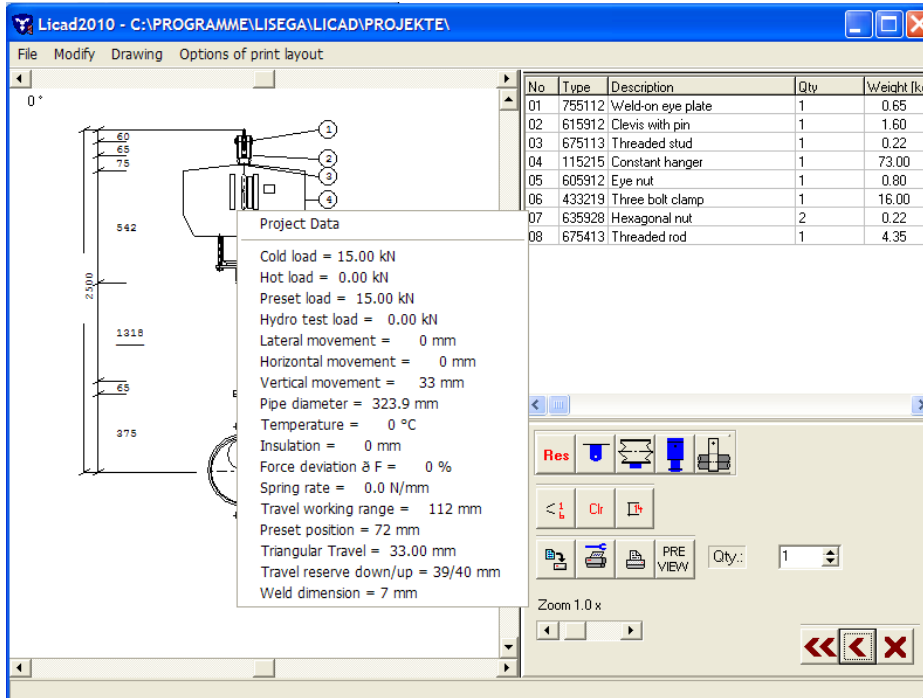 Licad2010 - C:\PROGRAMME\LISEGA\LICAD\PROJEKTE\
File Modify Drawing Options of print layout
0°
60
65
75
542
2500
1318
65
375
1
2
3
4
Project Data
Cold load = 15.00 kN
Hot load = 0.00 kN
Preset load = 15.00 kN
Hydro test load = 0.00 kN
Lateral movement = 0 mm
Horizontal movement = 0 mm
Vertical movement = 33 mm
Pipe diameter = 323.9 mm
Temperature = 0 °C
Insulation = 0 mm
Force deviation ð F = 0 %
Spring rate = 0.0 N/mm
Travel working range = 112 mm
Preset position = 72 mm
Triangular Travel = 33.00 mm
Travel reserve down/up = 39/40 mm
Weld dimension = 7 mm
No Type Description Qty Weight [k
01 755112 Weld-on eye plate 1 0.65
02 615912 Clevis with pin 1 1.60
03 675113 Threaded stud 1 0.22
04 115215 Constant hanger 1 73.00
05 605912 Eye nut 1 0.80
06 433219 Three bolt clamp 1 16.00
07 635928 Hexagonal nut 2 0.22
08 675413 Threaded rod 1 4.35
Res
Clr
PRE
VIEW
Qty.: 1
Zoom 1.0 x